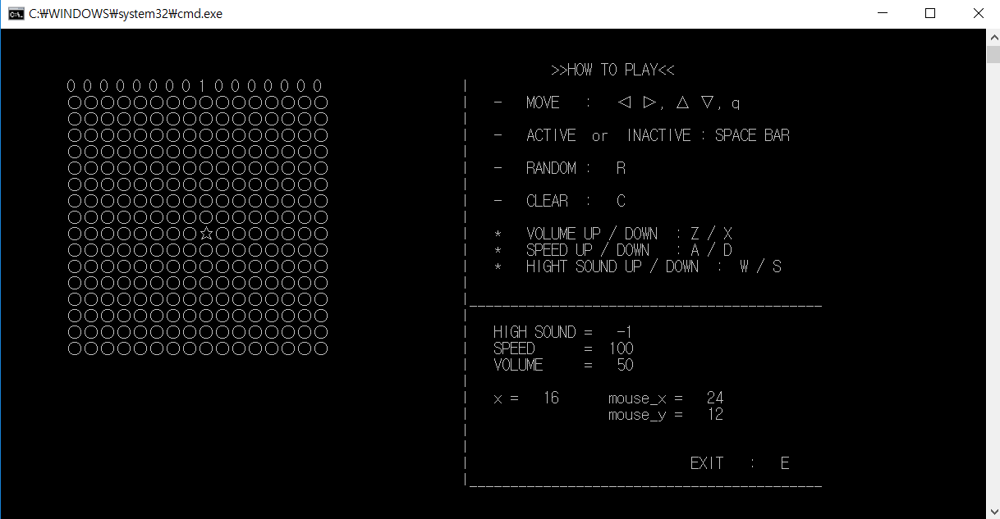 C:₩WINDOWS₩system32₩cmd.exe
>>HOW TO PLAY<<
0 0 0 0 0 0 0 0 1 0 0 0 0 0 0 0
- MOVE : ◁ ▷, △ ▽, q
○○○○○○○○○○○○○○○○
○○○○○○○○○○○○○○○○
○○○○○○○○○○○○○○○○
- ACTIVE or INACTIVE : SPACE BAR
○○○○○○○○○○○○○○○○
○○○○○○○○○○○○○○○○
- RANDOM : R
○○○○○○○○○○○○○○○○
○○○○○○○○○○○○○○○○
- CLEAR : C
○○○○○○○○○○○○○○○○
○○○○○○○○☆○○○○○○○
* VOLUME UP / DOWN : Z / X
○○○○○○○○○○○○○○○○
* SPEED UP / DOWN : A / D
○○○○○○○○○○○○○○○○
* HIGHT SOUND UP / DOWN : W / S
○○○○○○○○○○○○○○○○
○○○○○○○○○○○○○○○○
○○○○○○○○○○○○○○○○
○○○○○○○○○○○○○○○○
HIGH SOUND = -1
○○○○○○○○○○○○○○○○
SPEED = 100
VOLUME = 50
x = 16 mouse_x = 24
mouse_y = 12
EXIT : E